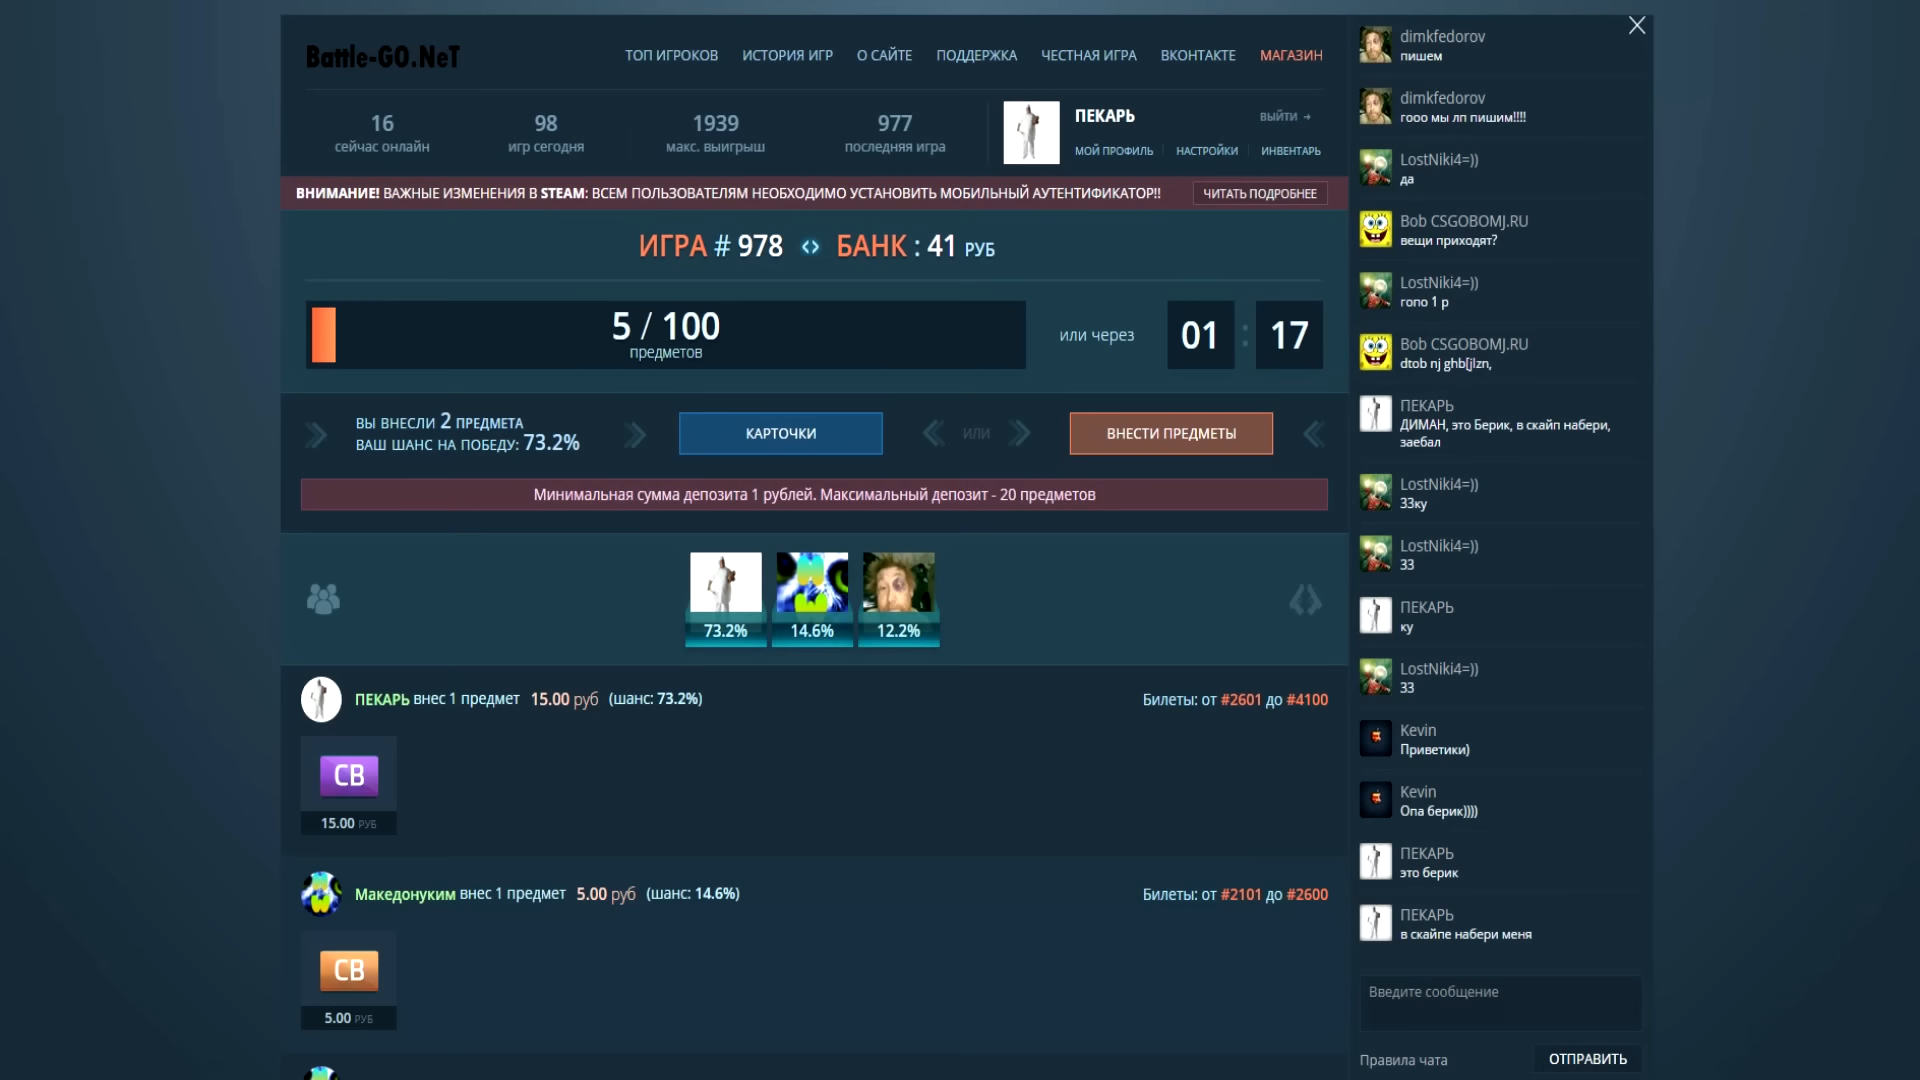 Battle-GO.NeT
ТОП ИГРОКОВ ИСТОРИЯ ИГР О САЙТЕ ПОДДЕРЖКА ЧЕСТНАЯ ИГРА ВКОНТАКТЕ МАГАЗИН
16
сейчас онлайн
98
игр сегодня
1939
макс. выигрыш
977
последняя игра
ПЕКАРЬ
ВЫЙТИ →
МОЙ ПРОФИЛЬ НАСТРОЙКИ ИНВЕНТАРЬ
ВНИМАНИЕ! ВАЖНЫЕ ИЗМЕНЕНИЯ В STEAM: ВСЕМ ПОЛЬЗОВАТЕЛЯМ НЕОБХОДИМО УСТАНОВИТЬ МОБИЛЬНЫЙ АУТЕНТИФИКАТОР!!
ЧИТАТЬ ПОДРОБНЕЕ
ИГРА # 978 <> БАНК : 41 РУБ
5 / 100
предметов
или через
01 : 17
ВЫ ВНЕСЛИ 2 ПРЕДМЕТА
ВАШ ШАНС НА ПОБЕДУ: 73.2%
КАРТОЧКИ
ИЛИ
ВНЕСТИ ПРЕДМЕТЫ
Минимальная сумма депозита 1 рублей. Максимальный депозит - 20 предметов
73.2% 14.6% 12.2%
ПЕКАРЬ внес 1 предмет 15.00 руб (шанс: 73.2%)
Билеты: от #2601 до #4100
СВ
15.00 РУБ
Македонуким внес 1 предмет 5.00 руб (шанс: 14.6%)
Билеты: от #2101 до #2600
СВ
5.00 РУБ
dimkfedorov
пишем
dimkfedorov
гооо мы лп пишим!!!!
LostNiki4=))
да
Bob CSGOBOMJ.RU
вещи приходят?
LostNiki4=))
гопо 1 р
Bob CSGOBOMJ.RU
dtob nj ghb[jlzn,
ПЕКАРЬ
ДИМАН, это Берик, в скайп набери,
заебал
LostNiki4=))
33ку
LostNiki4=))
33
ПЕКАРЬ
ку
LostNiki4=))
33
Kevin
Приветики)
Kevin
Опа берик))))
ПЕКАРЬ
это берик
ПЕКАРЬ
в скайпе набери меня
Введите сообщение
Правила чата
ОТПРАВИТЬ